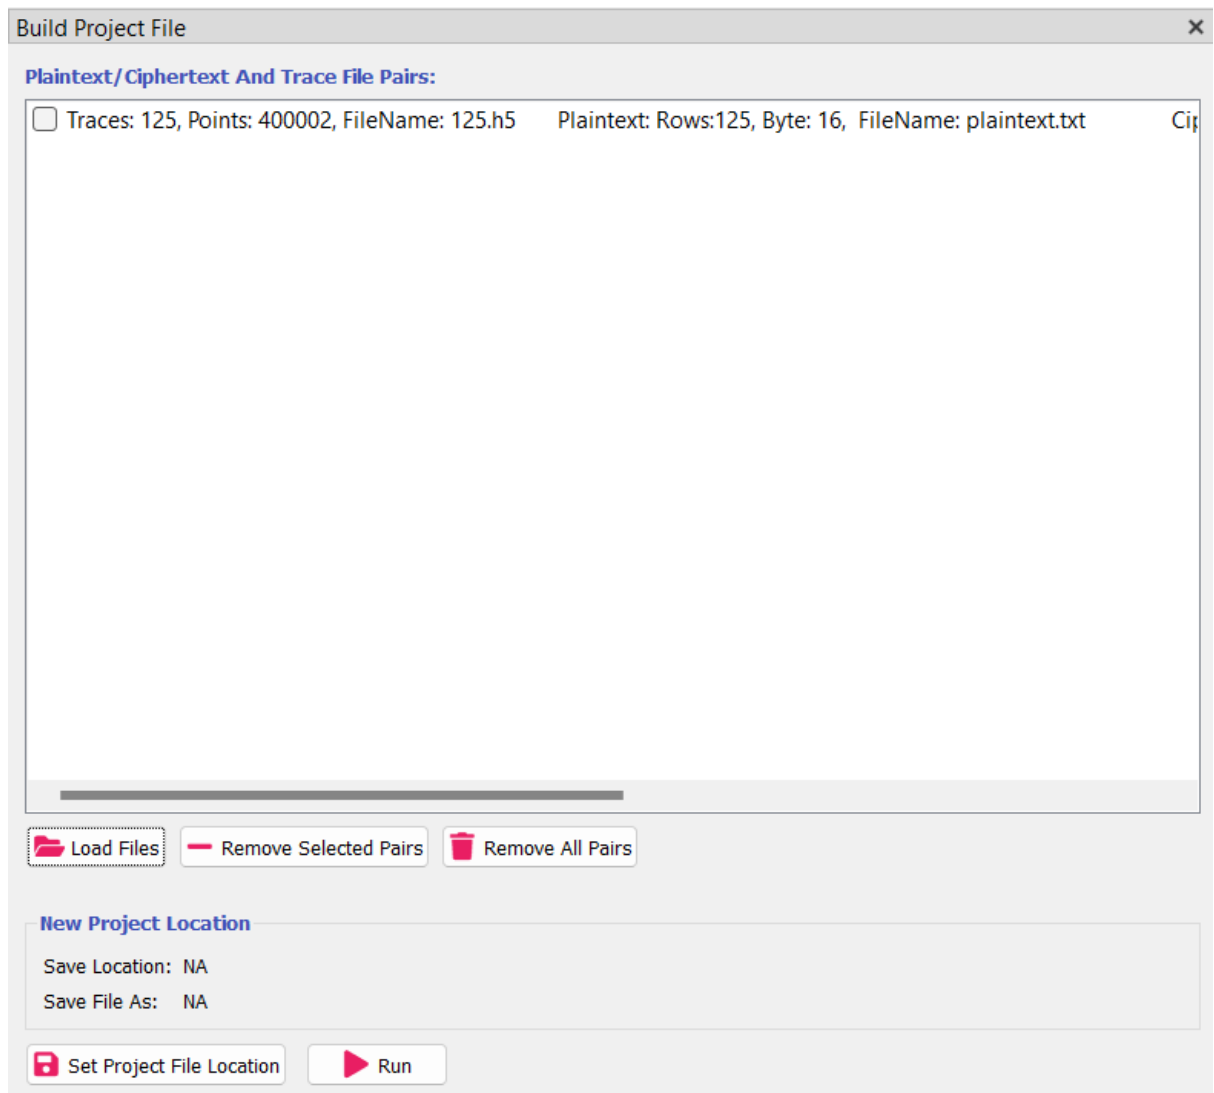 Build Project File
Plaintext/Ciphertext And Trace File Pairs:
Traces: 125, Points: 400002, FileName: 125.h5 Plaintext: Rows:125, Byte: 16, FileName: plaintext.txt
Load Files Remove Selected Pairs Remove All Pairs
New Project Location
Save Location: NA
Save File As: NA
Set Project File Location Run